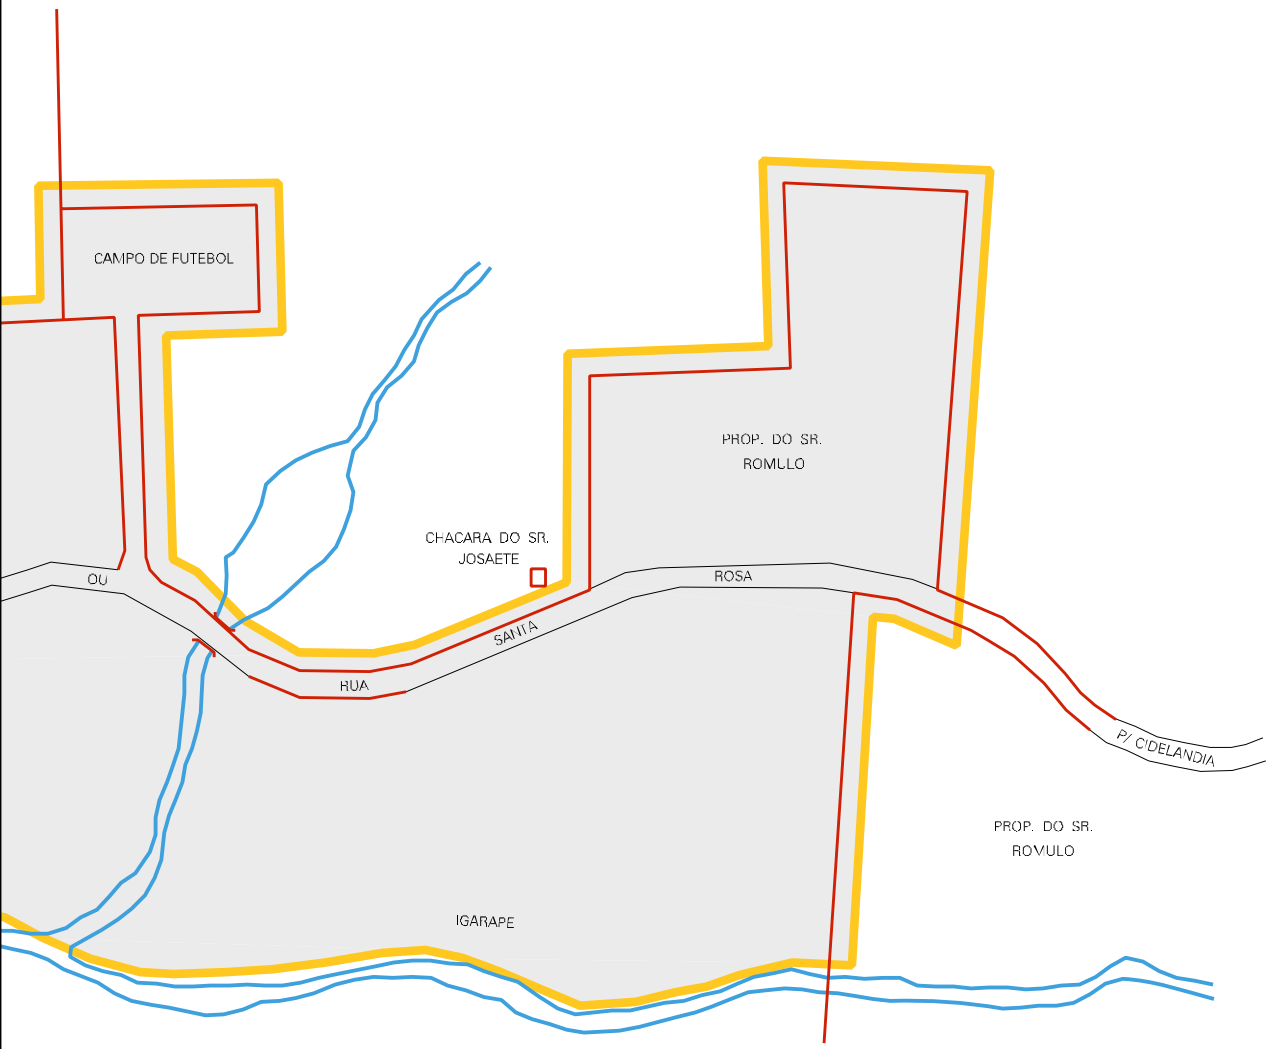 CAMPO DE FUTEBOL
PROP. DO SR.
ROMULO
CHACARA DO SR.
JOSAETE
OU
ROSA
SANTA
RUA
P/ CIDELANDIA
PROP. DO SR.
ROMULO
IGARAPE